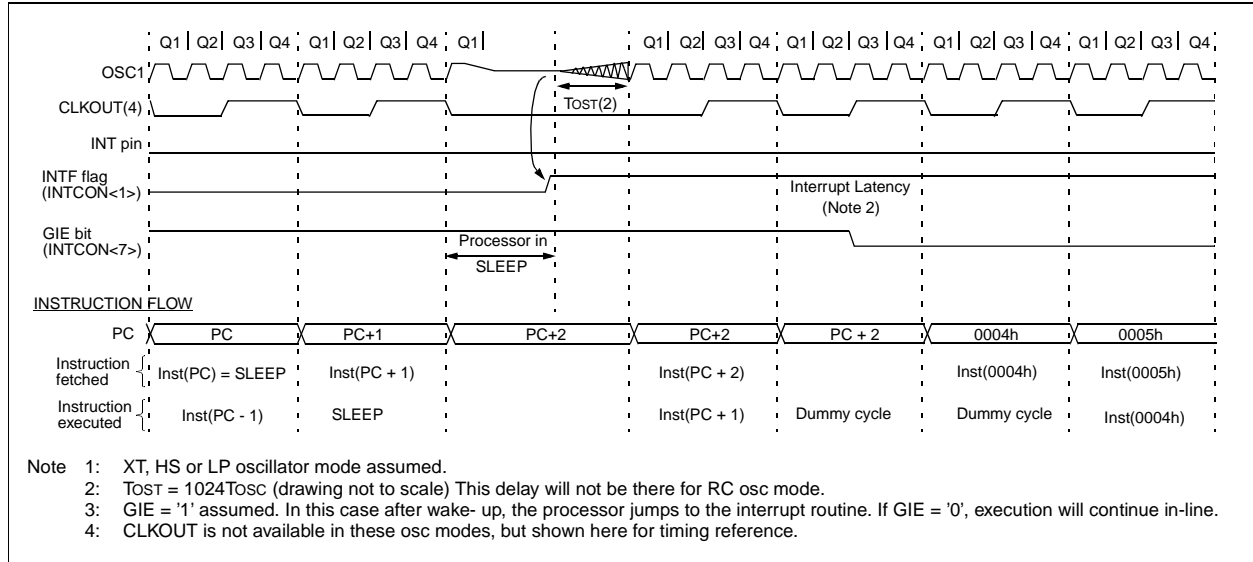 Q1 Q2 Q3 Q4 Q1 Q2 Q3 Q4 Q1 Q1 Q2 Q3 Q4 Q1 Q2 Q3 Q4 Q1 Q2 Q3 Q4 Q1 Q2 Q3 Q4
OSC1
TOST(2)
CLKOUT(4)
INT pin
INTF flag
(INTCON<1>)
Interrupt Latency
(Note 2)
GIE bit
(INTCON<7>)
Processor in
SLEEP
INSTRUCTION FLOW
PC PC PC+1 PC+2 PC+2 PC + 2 0004h 0005h
Instruction
fetched
Inst(PC) = SLEEP Inst(PC + 1) Inst(PC + 2) Inst(0004h) Inst(0005h)
Instruction
executed
Inst(PC - 1) SLEEP Inst(PC + 1) Dummy cycle Dummy cycle Inst(0004h)
Note 1: XT, HS or LP oscillator mode assumed.
2: TOST = 1024TOSC (drawing not to scale) This delay will not be there for RC osc mode.
3: GIE = '1' assumed. In this case after wake- up, the processor jumps to the interrupt routine. If GIE = '0', execution will continue in-line.
4: CLKOUT is not available in these osc modes, but shown here for timing reference.